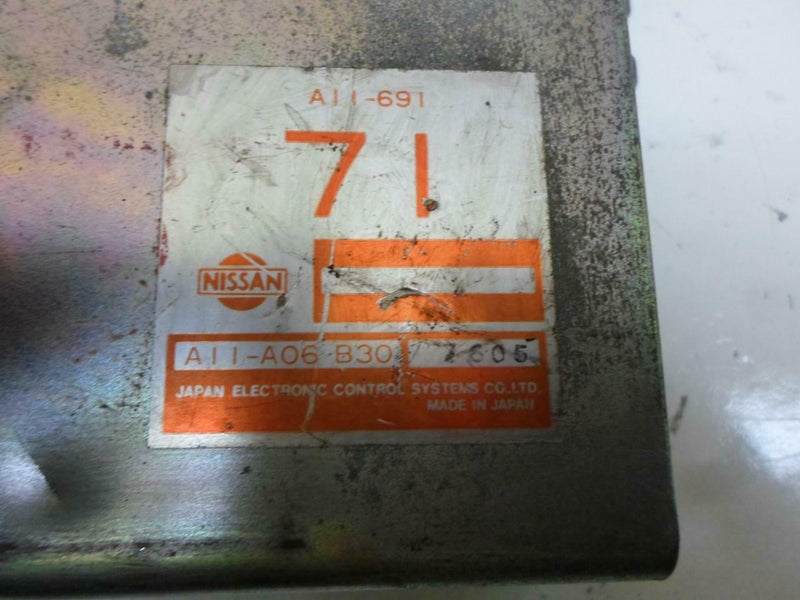 A11-691
71
NISSAN
A11-A06 B30 7605
JAPAN ELECTRONIC CONTROL SYSTEMS CO.LTD.
MADE IN JAPAN